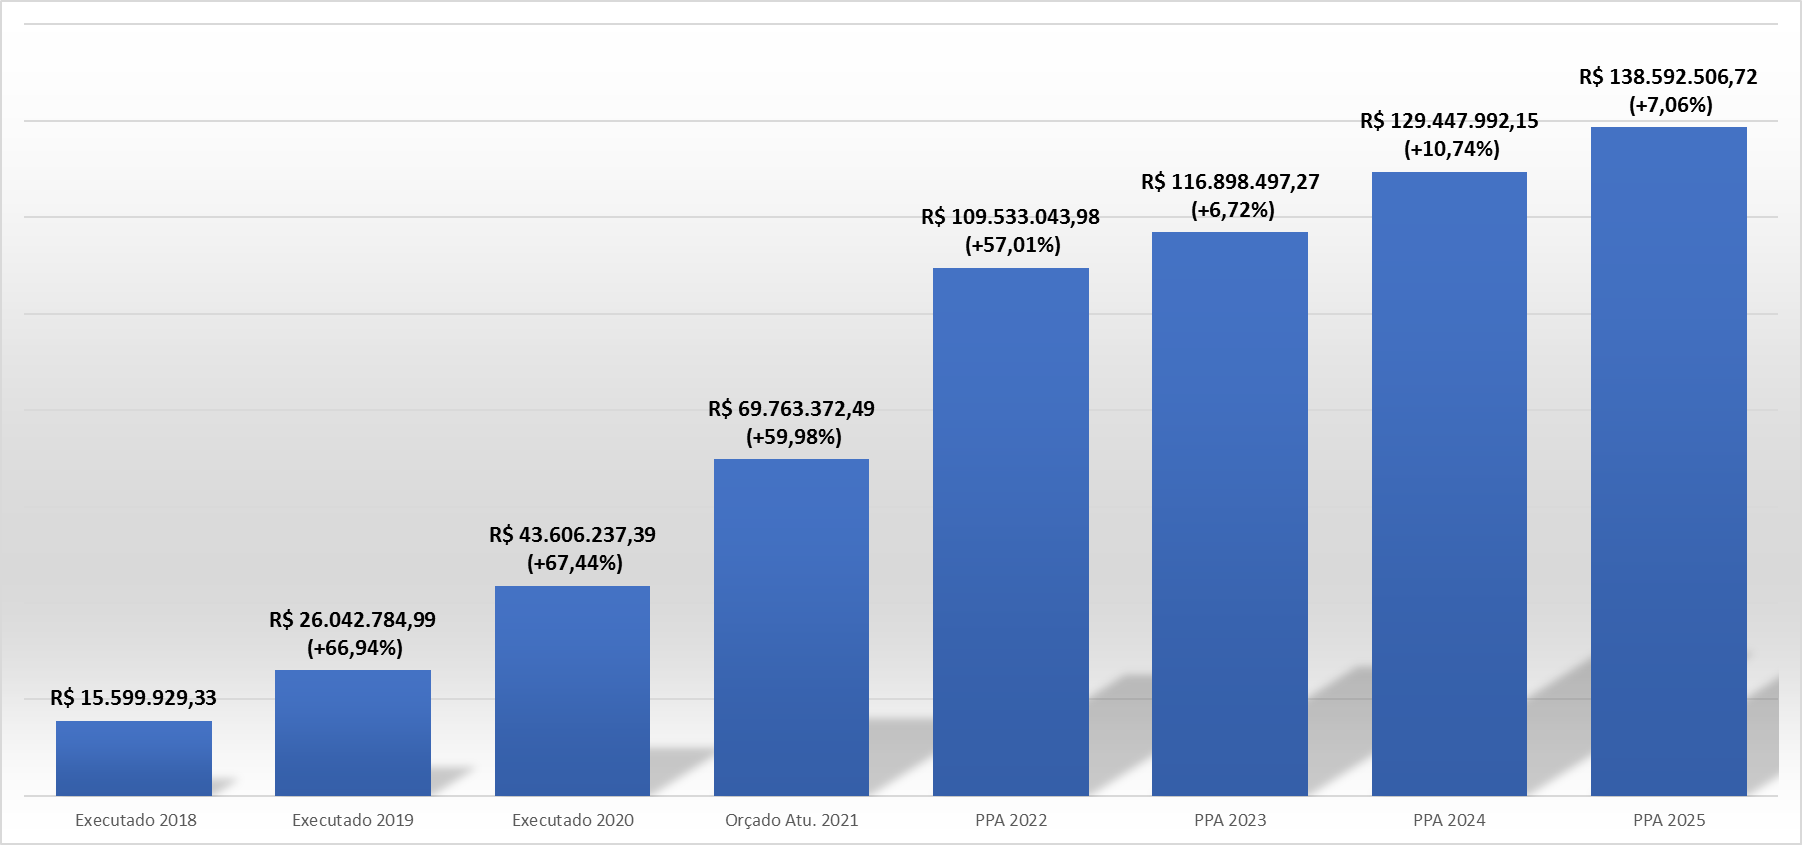 R$ 15.599.929,33
R$ 26.042.784,99
(+66,94%)
R$ 43.606.237,39
(+67,44%)
R$ 69.763.372,49
(+59,98%)
R$ 109.533.043,98
(+57,01%)
R$ 116.898.497,27
(+6,72%)
R$ 129.447.992,15
(+10,74%)
R$ 138.592.506,72
(+7,06%)
Executado 2018
Executado 2019
Executado 2020
Orçado Atu. 2021
PPA 2022
PPA 2023
PPA 2024
PPA 2025